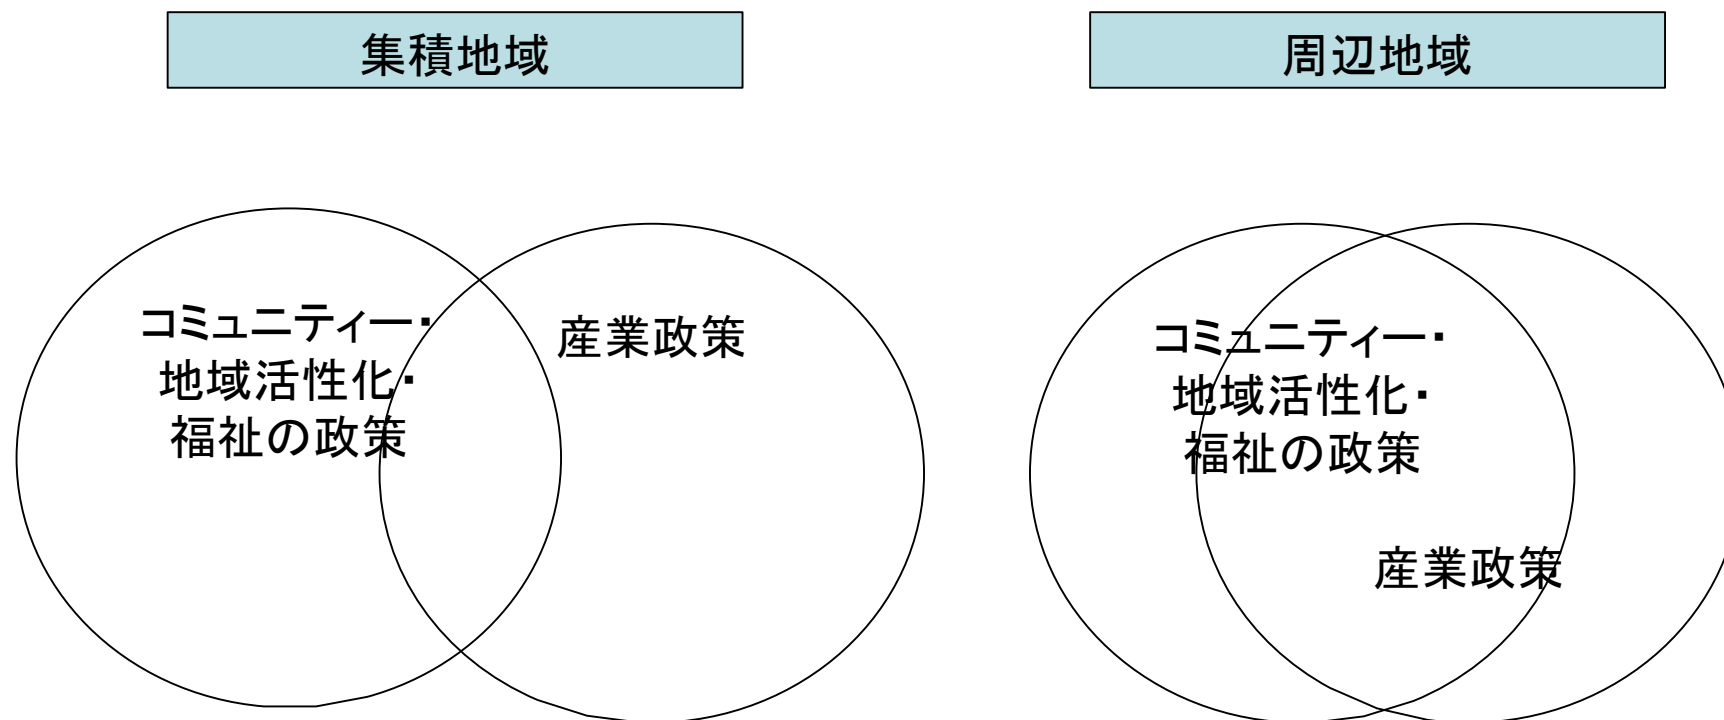 集積地域
周辺地域
コミュニティー・
地域活性化・
福祉の政策
産業政策
コミュニティー・
地域活性化・
福祉の政策
産業政策